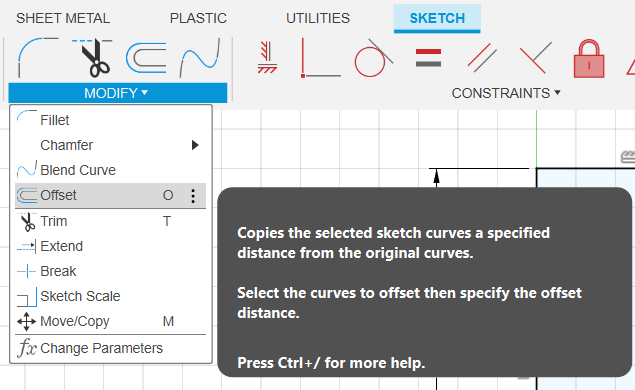 SHEET METAL PLASTIC UTILITIES SKETCH
MODIFY CONSTRAINTS
Fillet
Chamfer
Blend Curve
Offset O
Trim T
Extend
Break
Sketch Scale
Move/Copy M
fx Change Parameters
Copies the selected sketch curves a specified
distance from the original curves.
Select the curves to offset then specify the offset
distance.
Press Ctrl+/ for more help.